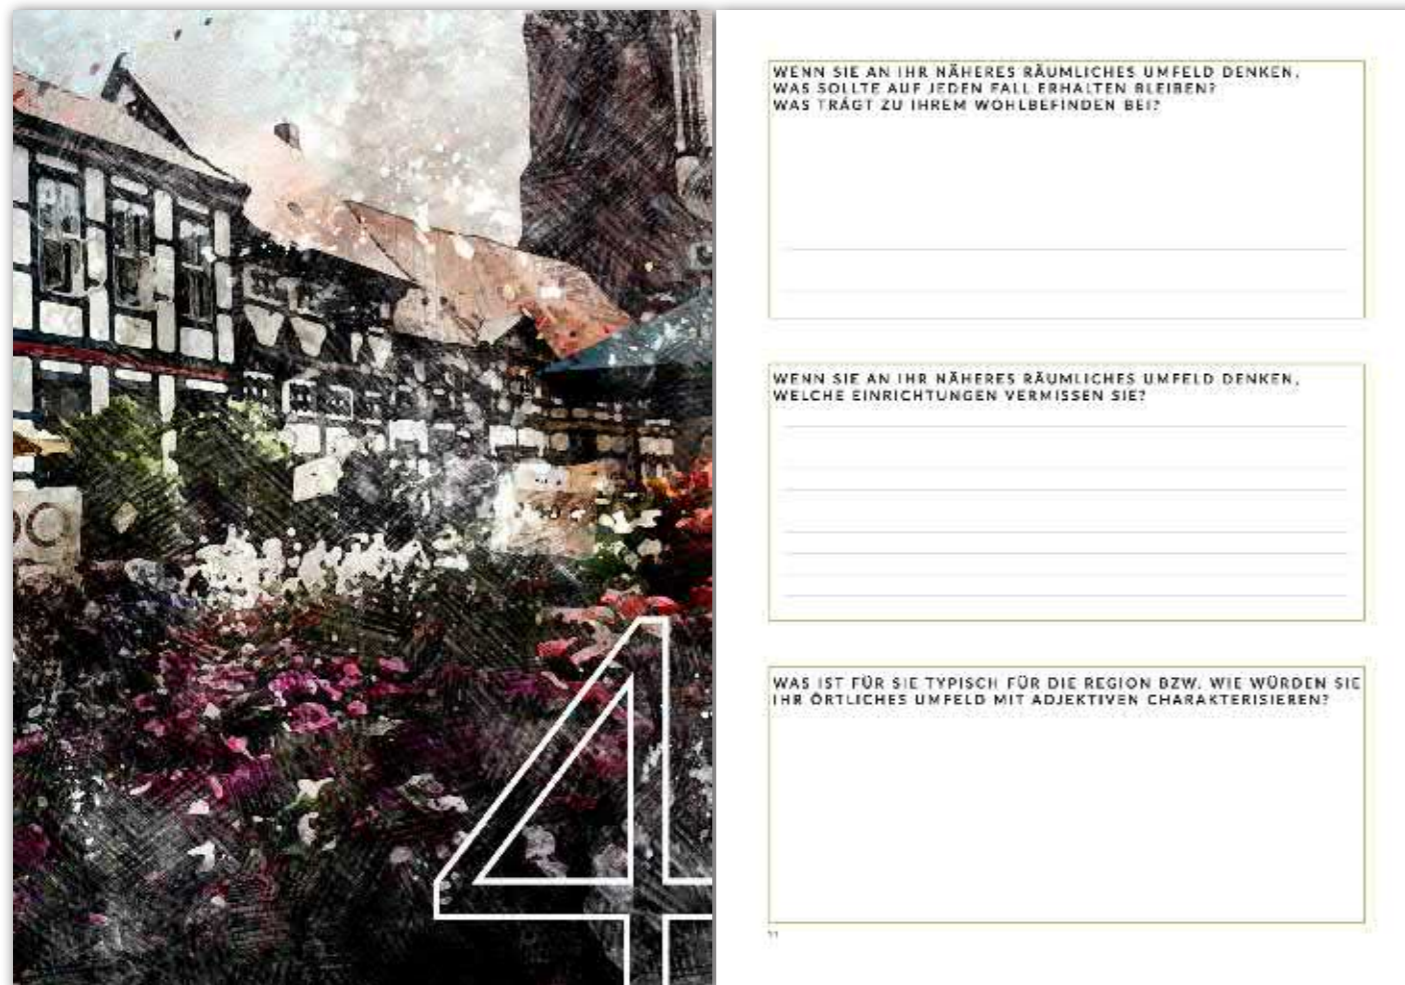 4
WENN SIE AN IHR NÄHERES RÄUMLICHES UMFELD DENKEN,
WAS SOLLTE AUF JEDEN FALL ERHALTEN BLEIBEN?
WAS TRÄGT ZU IHREM WOHLBEFINDEN BEI?
WENN SIE AN IHR NÄHERES RÄUMLICHES UMFELD DENKEN,
WELCHE EINRICHTUNGEN VERMISSEN SIE?
WAS IST FÜR SIE TYPISCH FÜR DIE REGION BZW. WIE WÜRDEN SIE
IHR ÖRTLICHES UMFELD MIT ADJEKTIVEN CHARAKTERISIEREN?